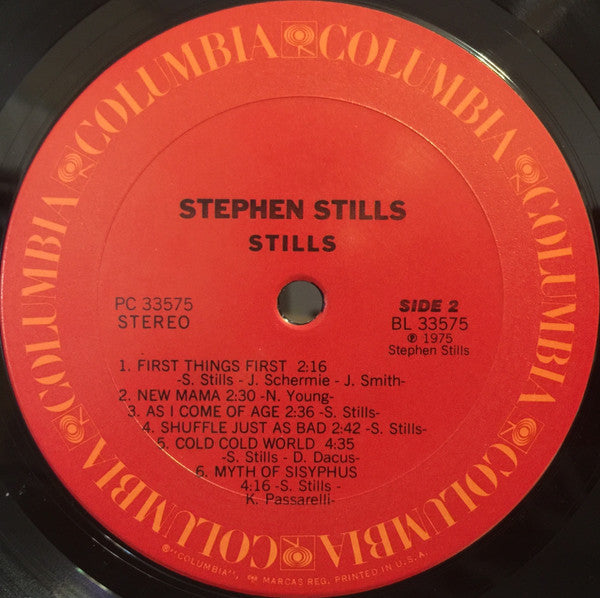 COLUMBIA COLUMBIA COLUMBIA COLUMBIA COLUMBIA COLUMBIA
STEPHEN STILLS
STILLS
PC 33575
STEREO
SIDE 2
BL 33575
℗ 1975
Stephen Stills
1. FIRST THINGS FIRST 2:16
-S. Stills - J. Schermie - J. Smith-
2. NEW MAMA 2:30 -N. Young-
3. AS I COME OF AGE 2:36 -S. Stills-
4. SHUFFLE JUST AS BAD 2:42 -S. Stills-
5. COLD COLD WORLD 4:35
-S. Stills - D. Dacus-
6. MYTH OF SISYPHUS
4:16 -S. Stills -
K. Passarelli-
®"COLUMBIA", MARCAS REG. PRINTED IN U.S.A.